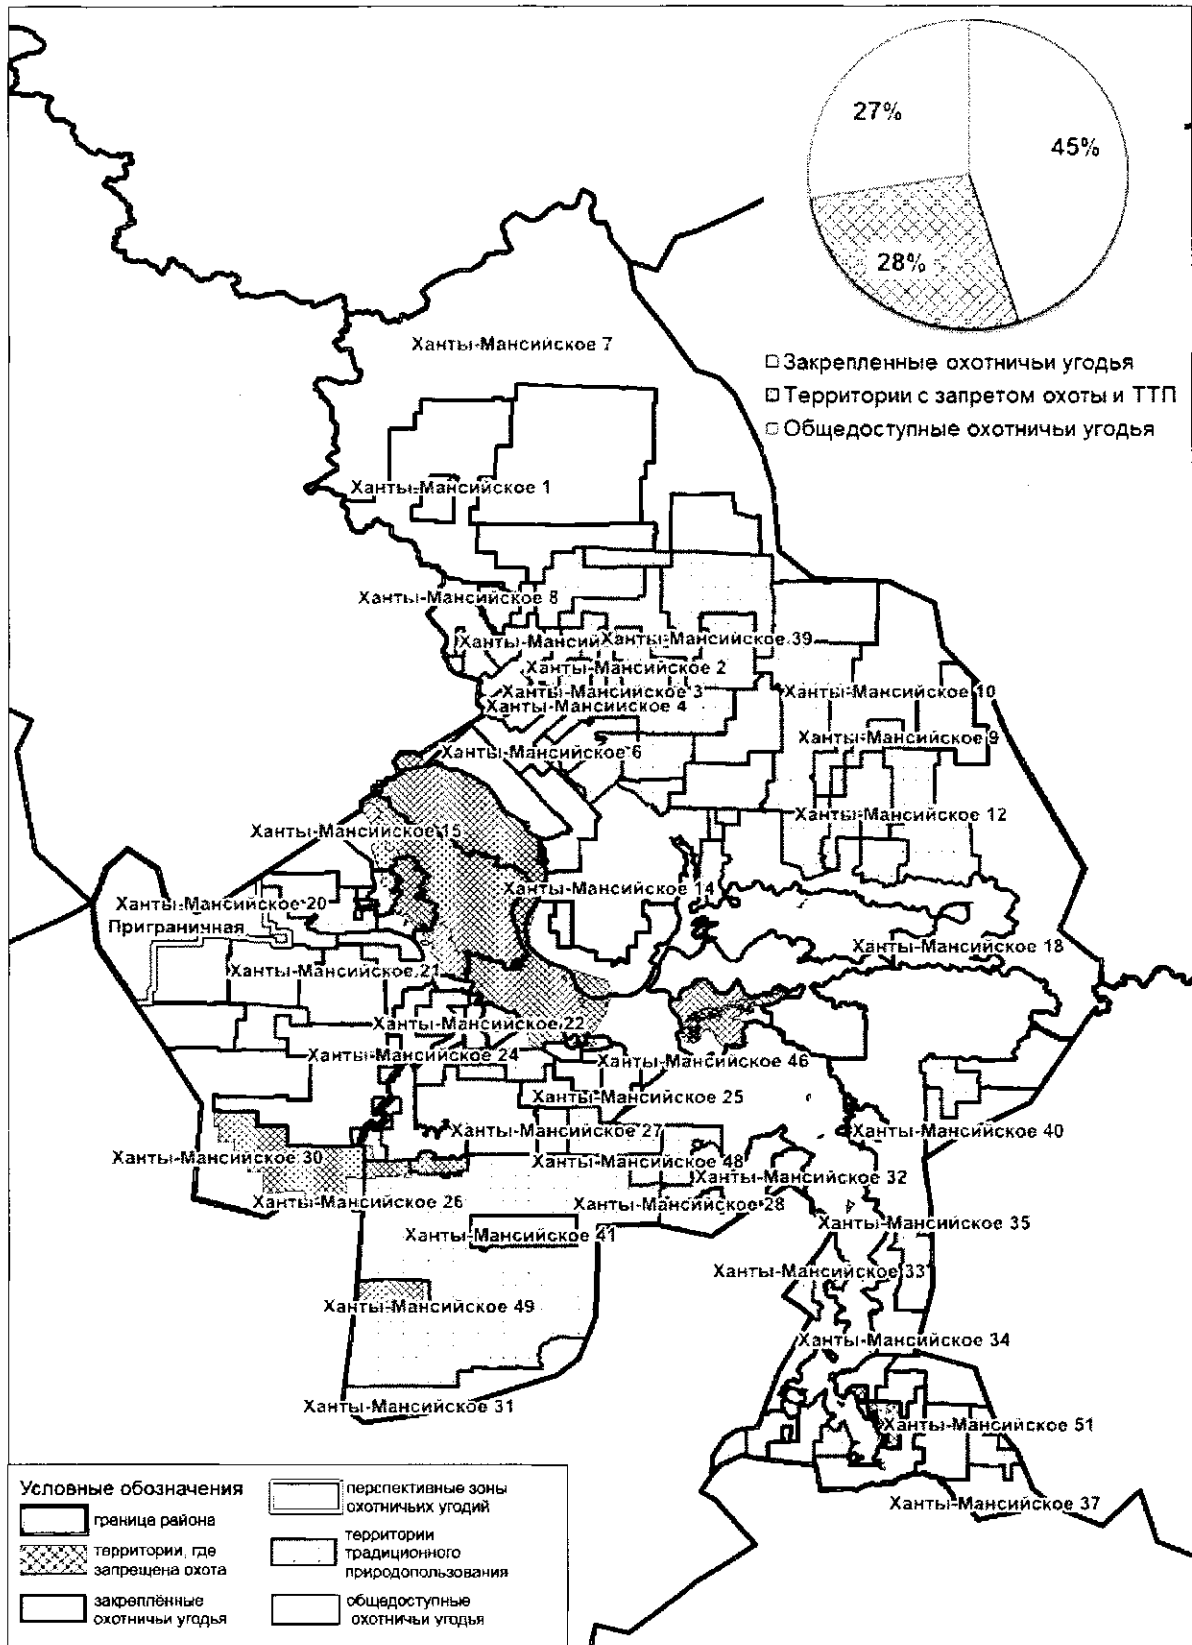 27%
45%
28%
Закрепленные охотничьи угодья
Территории с запретом охоты и ТТП
Общедоступные охотничьи угодья
Ханты-Мансийское 7
Ханты-Мансийское 1
Ханты-Мансийское 8
Ханты-Мансий
Ханты-Мансийское 39
Ханты-Мансийское 2
Ханты-Мансийское 3
Ханты-Мансийское 4
Ханты-Мансийское 10
Ханты-Мансийское 6
Ханты-Мансийское 9
Ханты-Мансийское 12
Ханты-Мансийское 15
Ханты-Мансийское 14
Ханты-Мансийское 20
Приграничная
Ханты-Мансийское 18
Ханты-Мансийское 21
Ханты-Мансийское 22
Ханты-Мансийское 24
Ханты-Мансийское 46
Ханты-Мансийское 25
Ханты-Мансийское 27
Ханты-Мансийское 40
Ханты-Мансийское 30
Ханты-Мансийское 48
Ханты-Мансийское 32
Ханты-Мансийское 26
Ханты-Мансийское 28
Ханты-Мансийское 35
Ханты-Мансийское 41
Ханты-Мансийское 33
Ханты-Мансийское 49
Ханты-Мансийское 34
Ханты-Мансийское 31
Ханты-Мансийское 51
Ханты-Мансийское 37
Условные обозначения
граница района
территории, где
запрещена охота
закреплённые
охотничьи угодья
перспективные зоны
охотничьих угодий
территории
традиционного
природопользования
общедоступные
охотничьи угодья